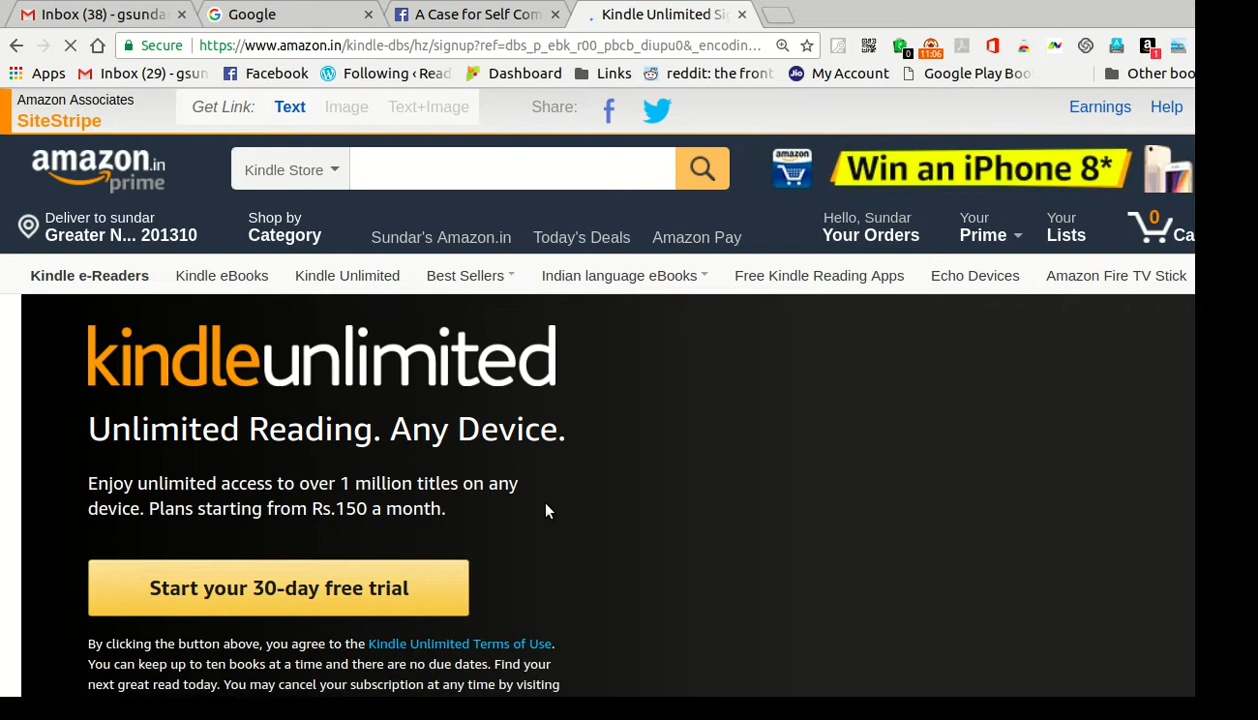 Inbox (38) - gsunda
Google
A Case for Self Com
Kindle Unlimited Si
Secure
https://www.amazon.in/kindle-dbs/hz/signup?ref=dbs_p_ebk_r00_pbcb_diupu0&_encodin...
0
11:06
1
Apps
Inbox (29) - gsun
Facebook
Following ‹ Read
Dashboard
Links
reddit: the front
My Account
Google Play Boo
Other boo
Amazon Associates
SiteStripe
Get Link:
Text
Image
Text+Image
Share:
Earnings
Help
amazon.in
prime
Kindle Store
amazon
Win an iPhone 8*
Deliver to sundar
Greater N... 201310
Shop by
Category
Sundar's Amazon.in
Today's Deals
Amazon Pay
Hello, Sundar
Your Orders
Your
Prime
Your
Lists
0
Ca
Kindle e-Readers
Kindle eBooks
Kindle Unlimited
Best Sellers
Indian language eBooks
Free Kindle Reading Apps
Echo Devices
Amazon Fire TV Stick
kindleunlimited
Unlimited Reading. Any Device.
Enjoy unlimited access to over 1 million titles on any
device. Plans starting from Rs.150 a month.
Start your 30-day free trial
By clicking the button above, you agree to the Kindle Unlimited Terms of Use.
You can keep up to ten books at a time and there are no due dates. Find your
next great read today. You may cancel your subscription at any time by visiting